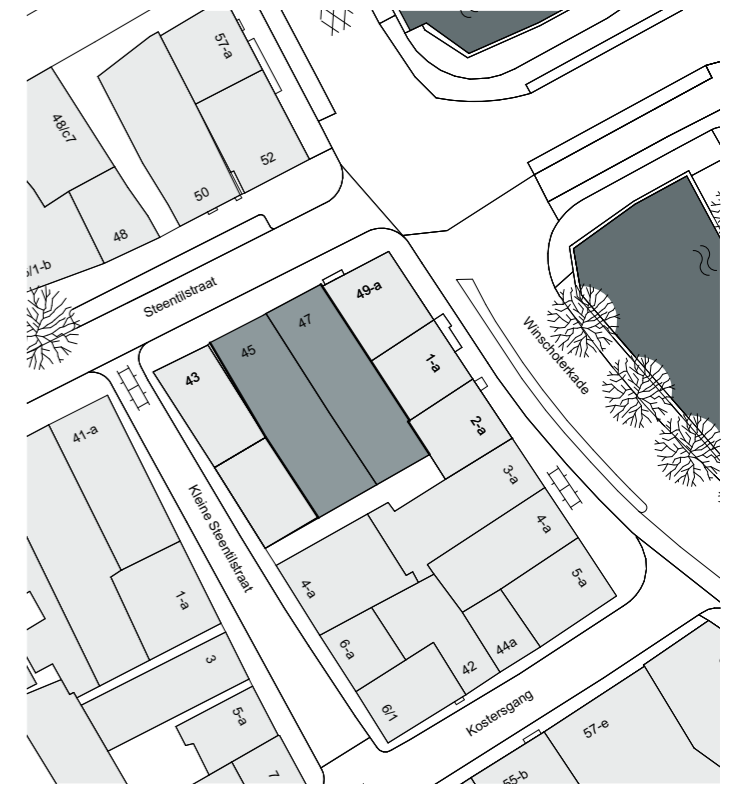 57-a
48/c7
52
50
48
/1-b
Steentilstraat
49-a
47
45
43
1-a
2-a
Winschoterkade
41-a
3-a
Kleine Steentilstraat
4-a
5-a
4-a
1-a
6-a
44a
42
3
6/1
5-a
Kostersgang
57-e
55-b
7